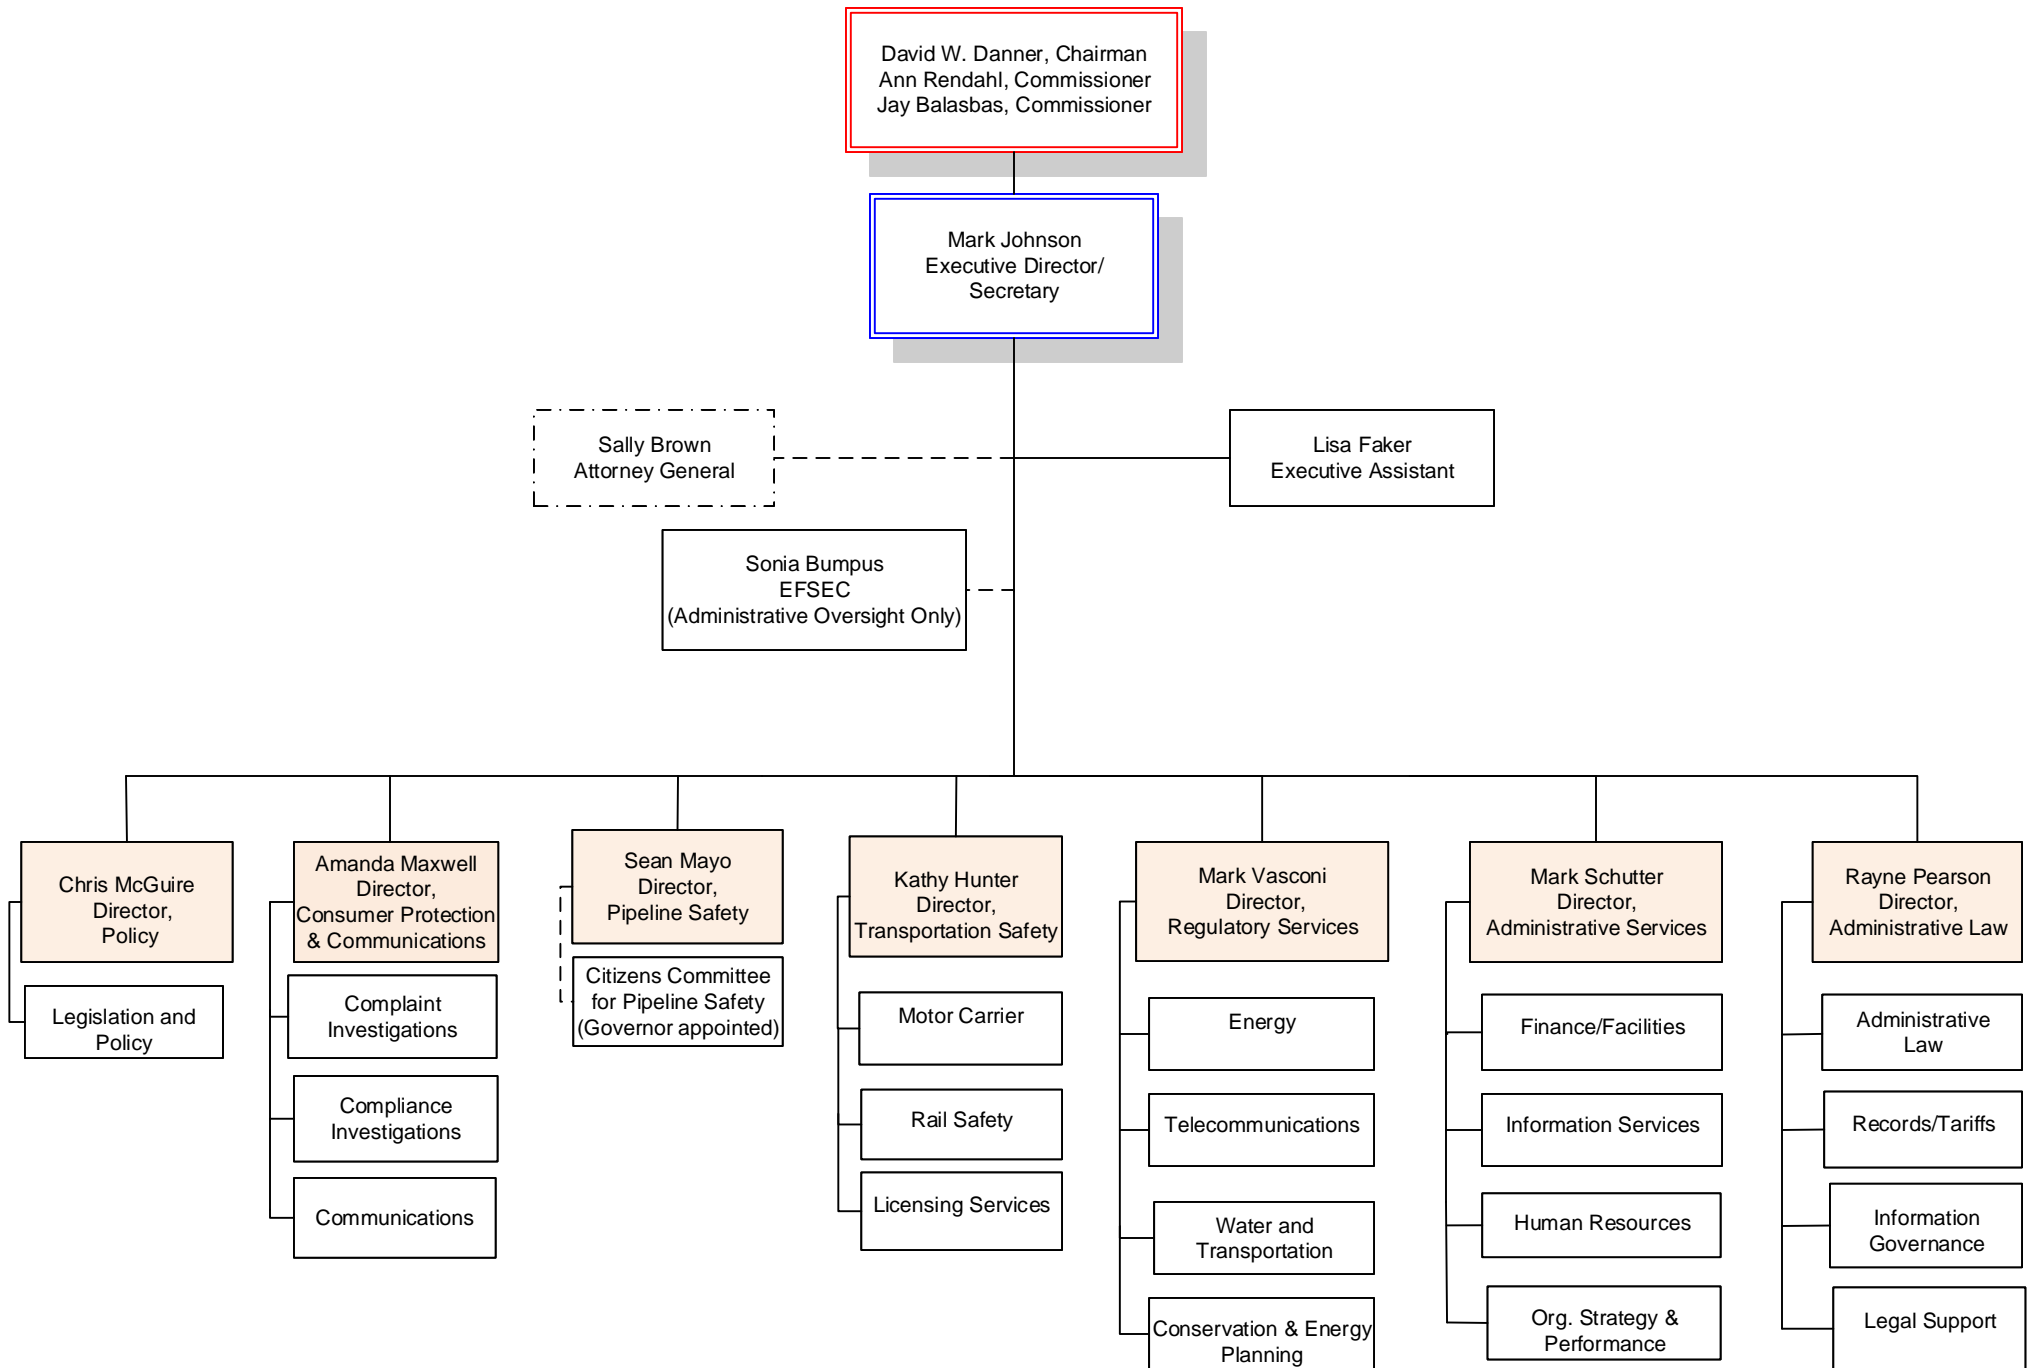 David W. Danner, Chairman
Ann Rendahl, Commissioner
Jay Balasbas, Commissioner
Mark Johnson
Executive Director/
Secretary
Sally Brown
Attorney General
Lisa Faker
Executive Assistant
Sonia Bumpus
EFSEC
(Administrative Oversight Only)
Chris McGuire
Director,
Policy
Legislation and
Policy
Amanda Maxwell
Director,
Consumer Protection
& Communications
Complaint
Investigations
Compliance
Investigations
Communications
Sean Mayo
Director,
Pipeline Safety
Citizens Committee
for Pipeline Safety
(Governor appointed)
Kathy Hunter
Director,
Transportation Safety
Motor Carrier
Rail Safety
Licensing Services
Mark Vasconi
Director,
Regulatory Services
Energy
Telecommunications
Water and
Transportation
Conservation & Energy
Planning
Mark Schutter
Director,
Administrative Services
Finance/Facilities
Information Services
Human Resources
Org. Strategy &
Performance
Rayne Pearson
Director,
Administrative Law
Administrative
Law
Records/Tariffs
Information
Governance
Legal Support